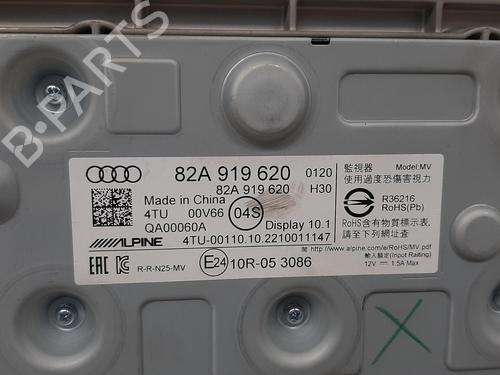 B-PARTS
82A 919 620 0120
82A 919 620 H30
Made in China
4TU 00V66 04S
QA00060A Display 10.1
ALPINE 4TU-00110.10.2210011147
EAC R-R-N25-MV E24 10R-05 3086
監視器 Model:MV
使用過度恐傷害視力
R36216
RoHS(Pb)
RoHS含有物質標示表
下載網址查詢
http://www.alpine.com/e/RoHS/MV pdf
輸入額定(Input Raiting)
12V ⎓ 1.5A Max